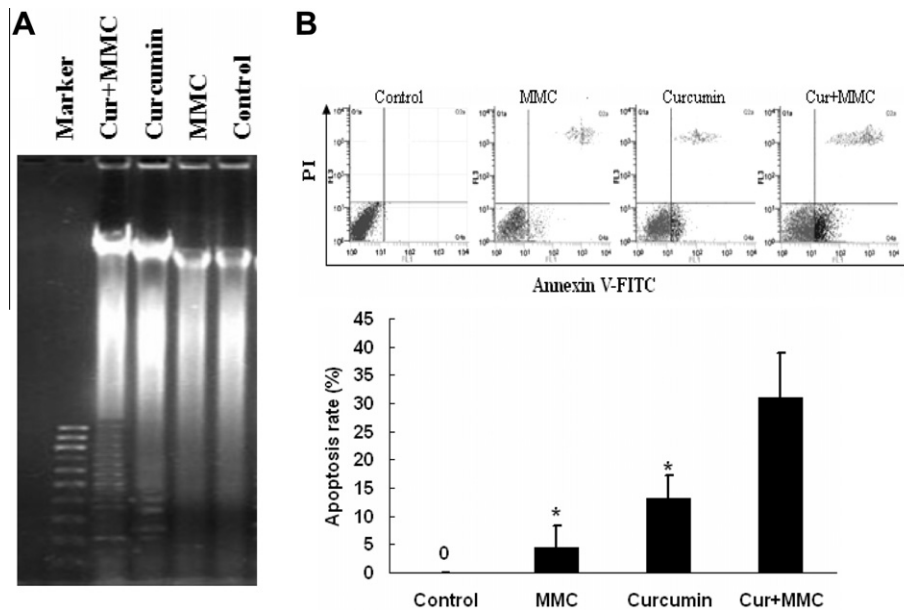 A
Marker
Cur+MMC
Curcumin
MMC
Control
B
Control
MMC
Curcumin
Cur+MMC
PI
Annexin V-FITC
Apoptosis rate (%)
45
40
35
30
25
20
15
10
5
0
0
*
*
Control
MMC
Curcumin
Cur+MMC